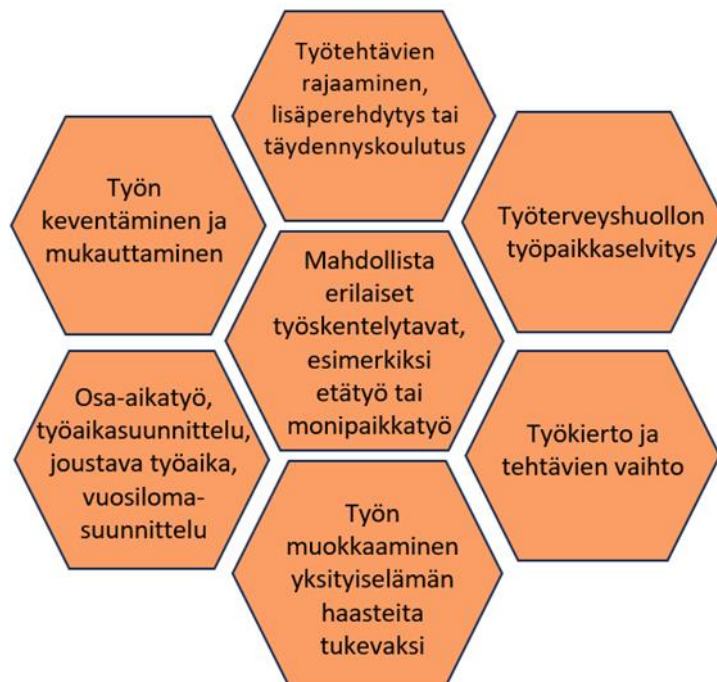 Työtehtävien
rajaaminen,
lisäperehdytys tai
täydennyskoulutus
Työn
keventäminen ja
mukauttaminen
Työterveyshuollon
työpaikkaselvitys
Mahdollista
erilaiset
työskentelytavat,
esimerkiksi
etätyö tai
monipaikkatyö
Osa-aikatyö,
työaikasuunnittelu,
joustava työaika,
vuosiloma-
suunnittelu
Työkierto ja
tehtävien vaihto
Työn
muokkaaminen
yksityiselämän
haasteita
tukevaksi